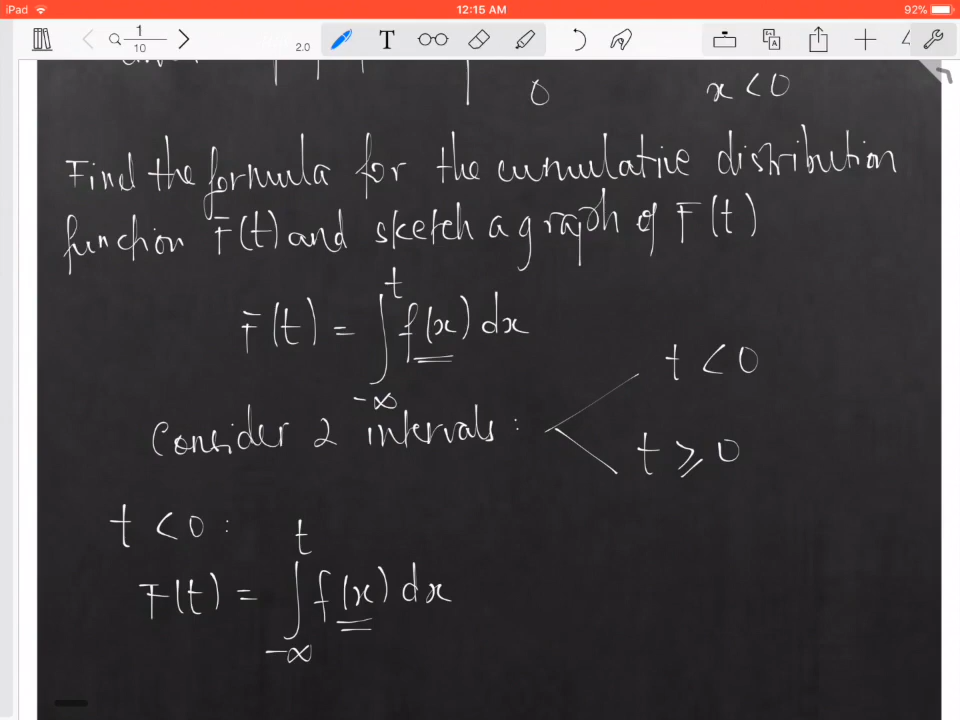 iPad 12:15 AM 92%
1
10
2.0
T
0 x < 0
Find the formula for the cumulative distribution
function F(t) and sketch a graph of F(t)
F(t) = ∫_{-∞}^{t} f(x) dx
Consider 2 intervals : t < 0
t ≥ 0
t < 0 :
F(t) = ∫_{-∞}^{t} f(x) dx